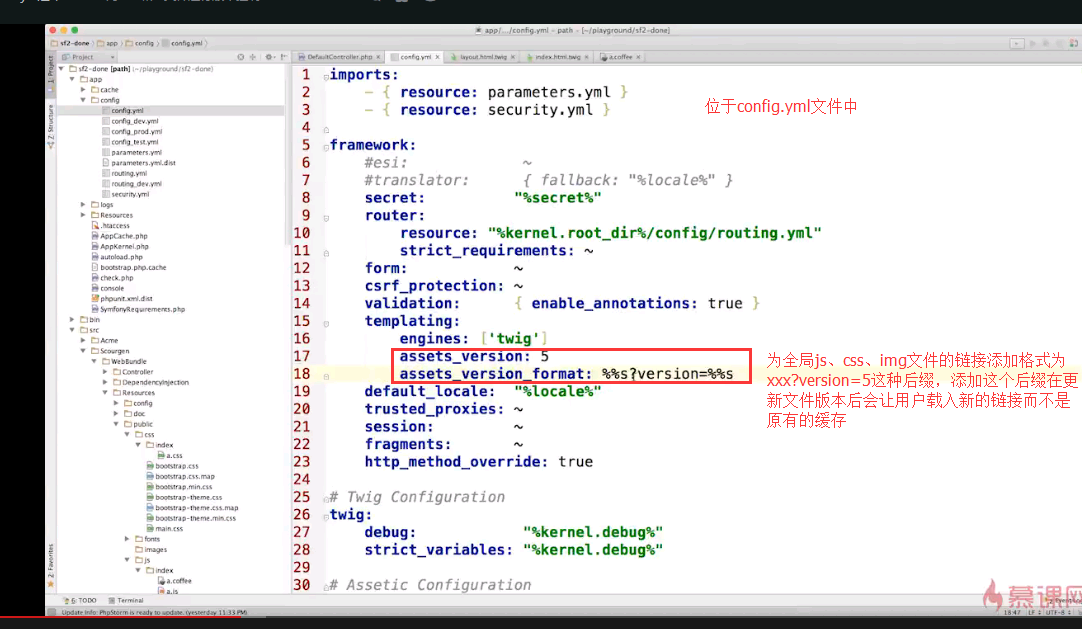 app/.../config.yml - path - [~/playground/sf2-done]
sf2-done app config config.yml
Project
DefaultController.php config.yml layout.html.twig index.html.twig a.coffee
1: Project
Z: Structure
2: Favorites
sf2-done [path] (~/playground/sf2-done)
app
cache
config
config.yml
config_dev.yml
config_prod.yml
config_test.yml
parameters.yml
parameters.yml.dist
routing.yml
routing_dev.yml
security.yml
logs
Resources
.htaccess
AppCache.php
AppKernel.php
autoload.php
bootstrap.php.cache
check.php
console
phpunit.xml.dist
SymfonyRequirements.php
bin
src
Acme
Scourgen
WebBundle
Controller
DependencyInjection
Resources
config
doc
public
css
index
a.css
bootstrap.css
bootstrap.css.map
bootstrap.min.css
bootstrap-theme.css
bootstrap-theme.css.map
bootstrap-theme.min.css
main.css
fonts
images
js
index
a.coffee
a.js
1 imports:
2 - { resource: parameters.yml }
3 - { resource: security.yml }
4
5 framework:
6 #esi: ~
7 #translator: { fallback: "%locale%" }
8 secret: "%secret%"
9 router:
10 resource: "%kernel.root_dir%/config/routing.yml"
11 strict_requirements: ~
12 form: ~
13 csrf_protection: ~
14 validation: { enable_annotations: true }
15 templating:
16 engines: ['twig']
17 assets_version: 5
18 assets_version_format: %%s?version=%%s
19 default_locale: "%locale%"
20 trusted_proxies: ~
21 session: ~
22 fragments: ~
23 http_method_override: true
24
25 # Twig Configuration
26 twig:
27 debug: "%kernel.debug%"
28 strict_variables: "%kernel.debug%"
29
30 # Assetic Configuration
位于config.yml文件中
为全局js、css、img文件的链接添加格式为
xxx?version=5这种后缀，添加这个后缀在更
新文件版本后会让用户载入新的链接而不是
原有的缓存
慕课网
6: TODO Terminal
Update Info: PhpStorm is ready to update. (yesterday 11:33 PM)
18:47 LF UTF-8